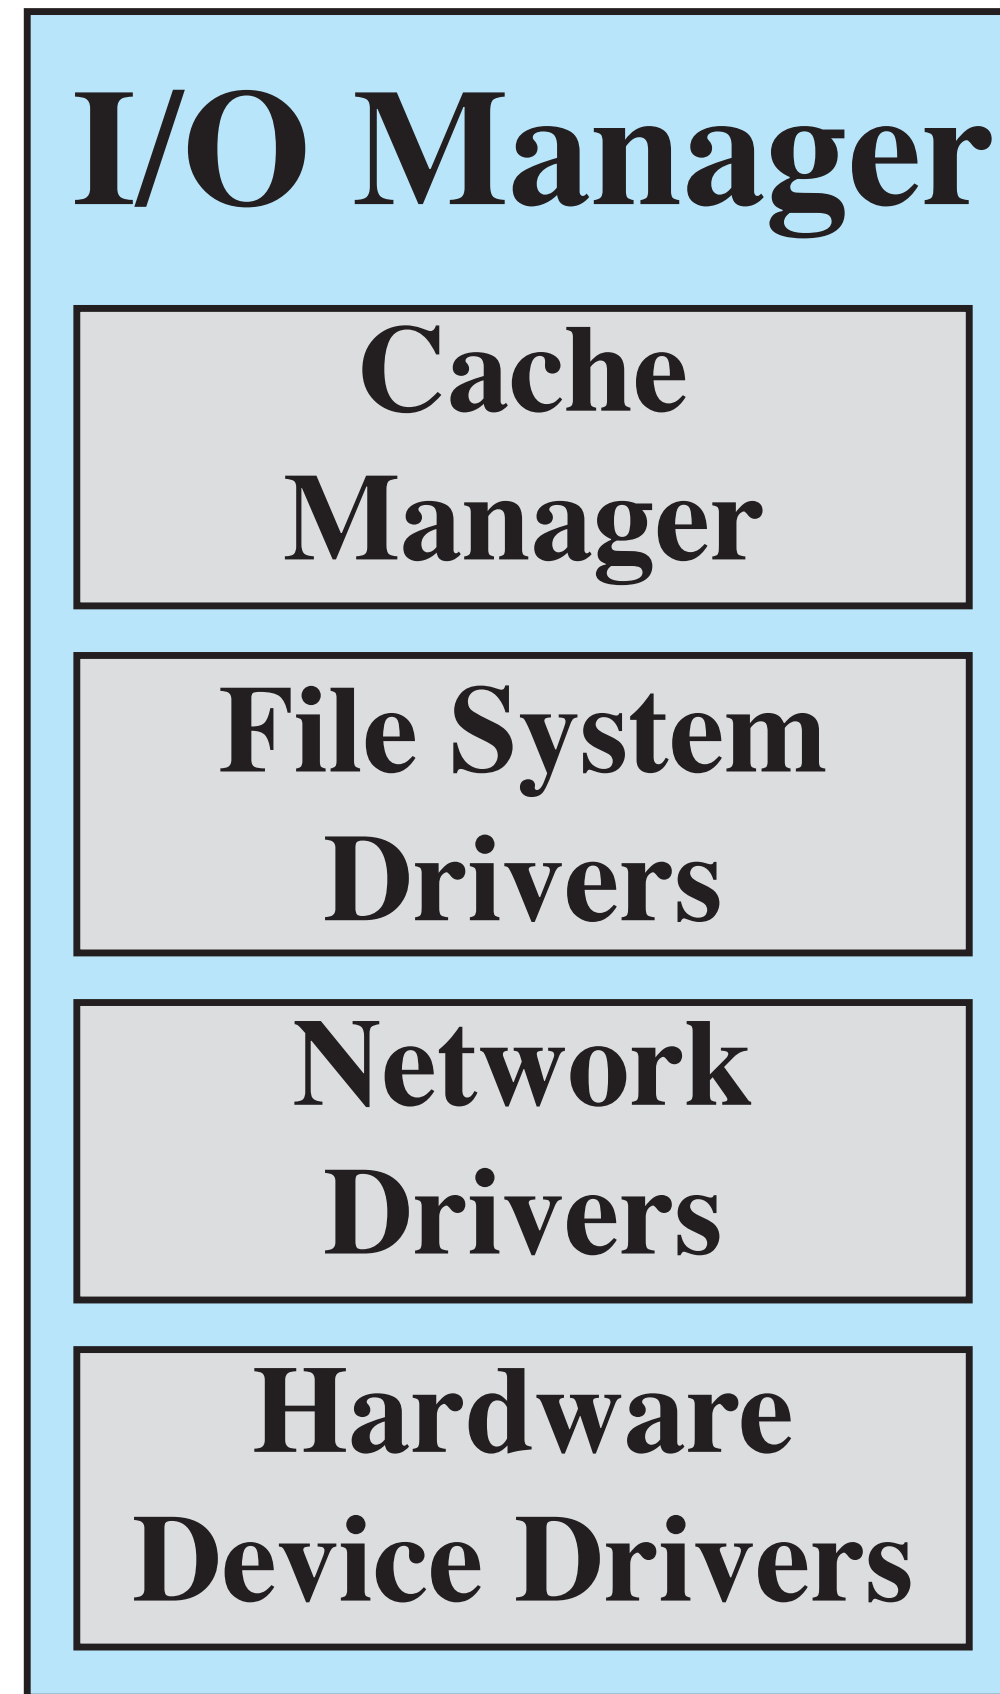 I/O Manager
Cache
Manager
File System
Drivers
Network
Drivers
Hardware
Device Drivers